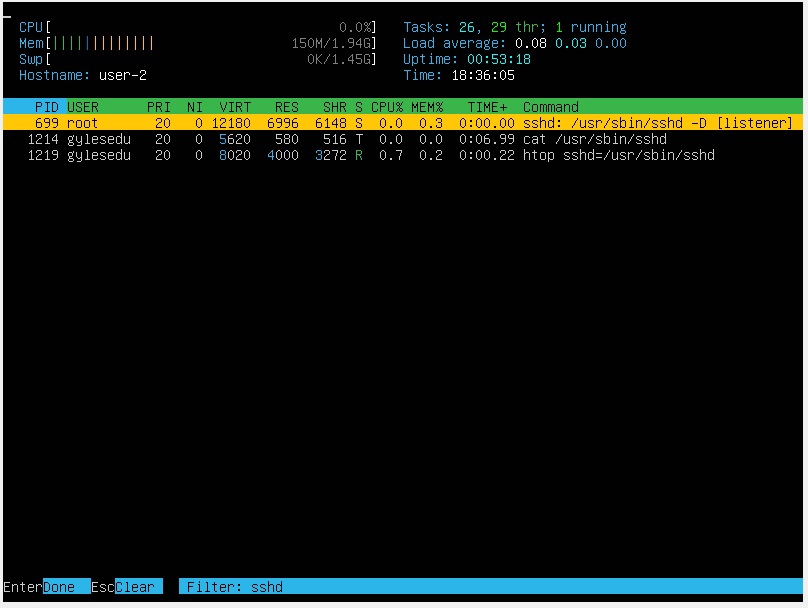 CPU[ 0.0%] Tasks: 26, 29 thr; 1 running
Mem[||||||||||||| 150M/1.94G] Load average: 0.08 0.03 0.00
Swp[ 0K/1.45G] Uptime: 00:53:18
Hostname: user-2 Time: 18:36:05
PID USER PRI NI VIRT RES SHR S CPU% MEM% TIME+ Command
699 root 20 0 12180 6996 6148 S 0.0 0.3 0:00.00 sshd: /usr/sbin/sshd -D [listener]
1214 gylesedu 20 0 5620 580 516 T 0.0 0.0 0:06.99 cat /usr/sbin/sshd
1219 gylesedu 20 0 8020 4000 3272 R 0.7 0.2 0:00.22 htop sshd=/usr/sbin/sshd
EnterDone EscClear Filter: sshd